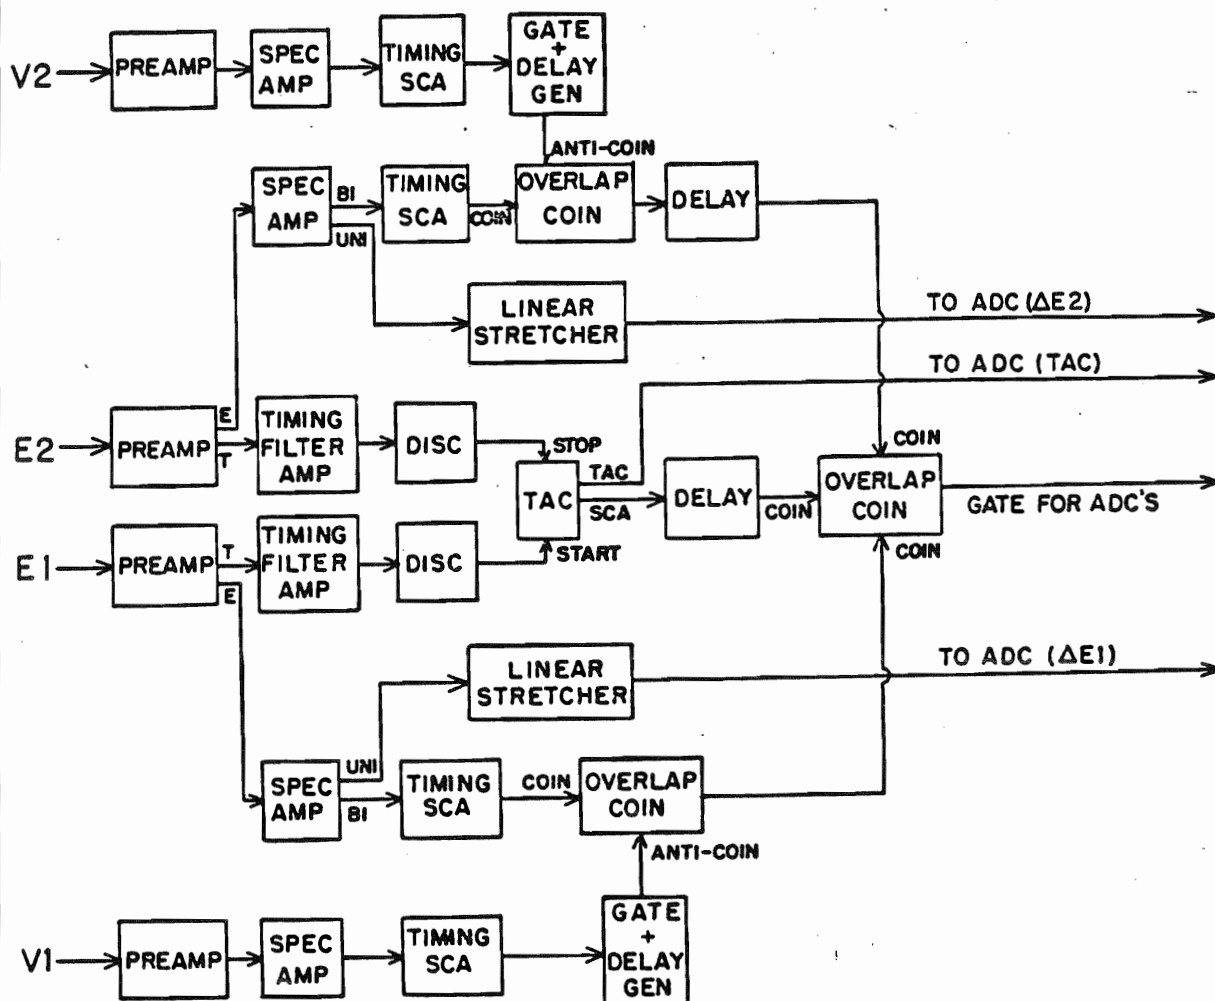 V2
PREAMP
SPEC
AMP
TIMING
SCA
GATE
+
DELAY
GEN
ANTI-COIN
SPEC
AMP
BI
UNI
TIMING
SCA
COIN
OVERLAP
COIN
DELAY
LINEAR
STRETCHER
TO ADC (ΔE2)
TO ADC (TAC)
E2
PREAMP
E
T
TIMING
FILTER
AMP
DISC
STOP
TAC
TAC
SCA
START
DELAY
COIN
COIN
OVERLAP
COIN
COIN
GATE FOR ADC'S
E1
PREAMP
T
E
TIMING
FILTER
AMP
DISC
LINEAR
STRETCHER
TO ADC (ΔE1)
SPEC
AMP
UNI
BI
TIMING
SCA
COIN
OVERLAP
COIN
ANTI-COIN
V1
PREAMP
SPEC
AMP
TIMING
SCA
GATE
+
DELAY
GEN